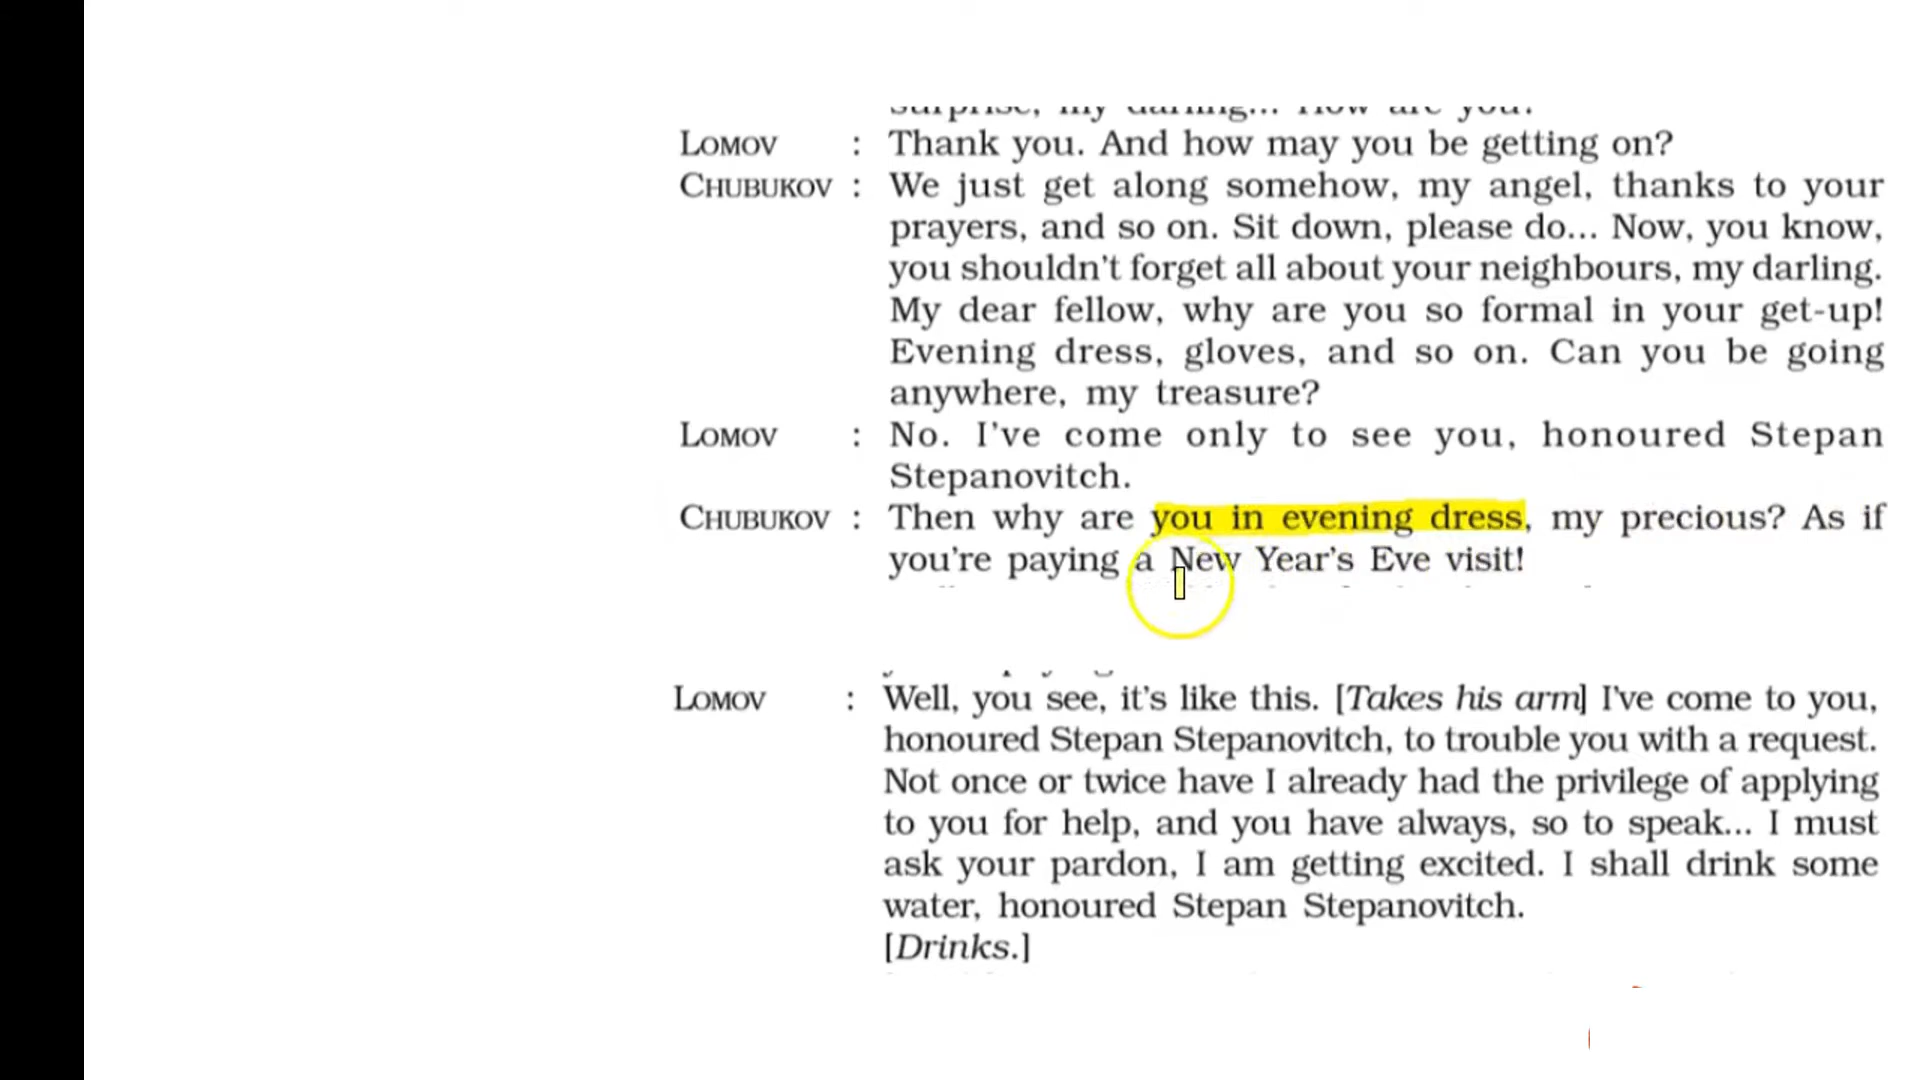 surprise, my darling... How are you?
LOMOV : Thank you. And how may you be getting on?
CHUBUKOV : We just get along somehow, my angel, thanks to your
prayers, and so on. Sit down, please do... Now, you know,
you shouldn't forget all about your neighbours, my darling.
My dear fellow, why are you so formal in your get-up!
Evening dress, gloves, and so on. Can you be going
anywhere, my treasure?
LOMOV : No. I've come only to see you, honoured Stepan
Stepanovitch.
CHUBUKOV : Then why are you in evening dress, my precious? As if
you're paying a New Year's Eve visit!
LOMOV : Well, you see, it's like this. [Takes his arm] I've come to you,
honoured Stepan Stepanovitch, to trouble you with a request.
Not once or twice have I already had the privilege of applying
to you for help, and you have always, so to speak... I must
ask your pardon, I am getting excited. I shall drink some
water, honoured Stepan Stepanovitch.
[Drinks.]